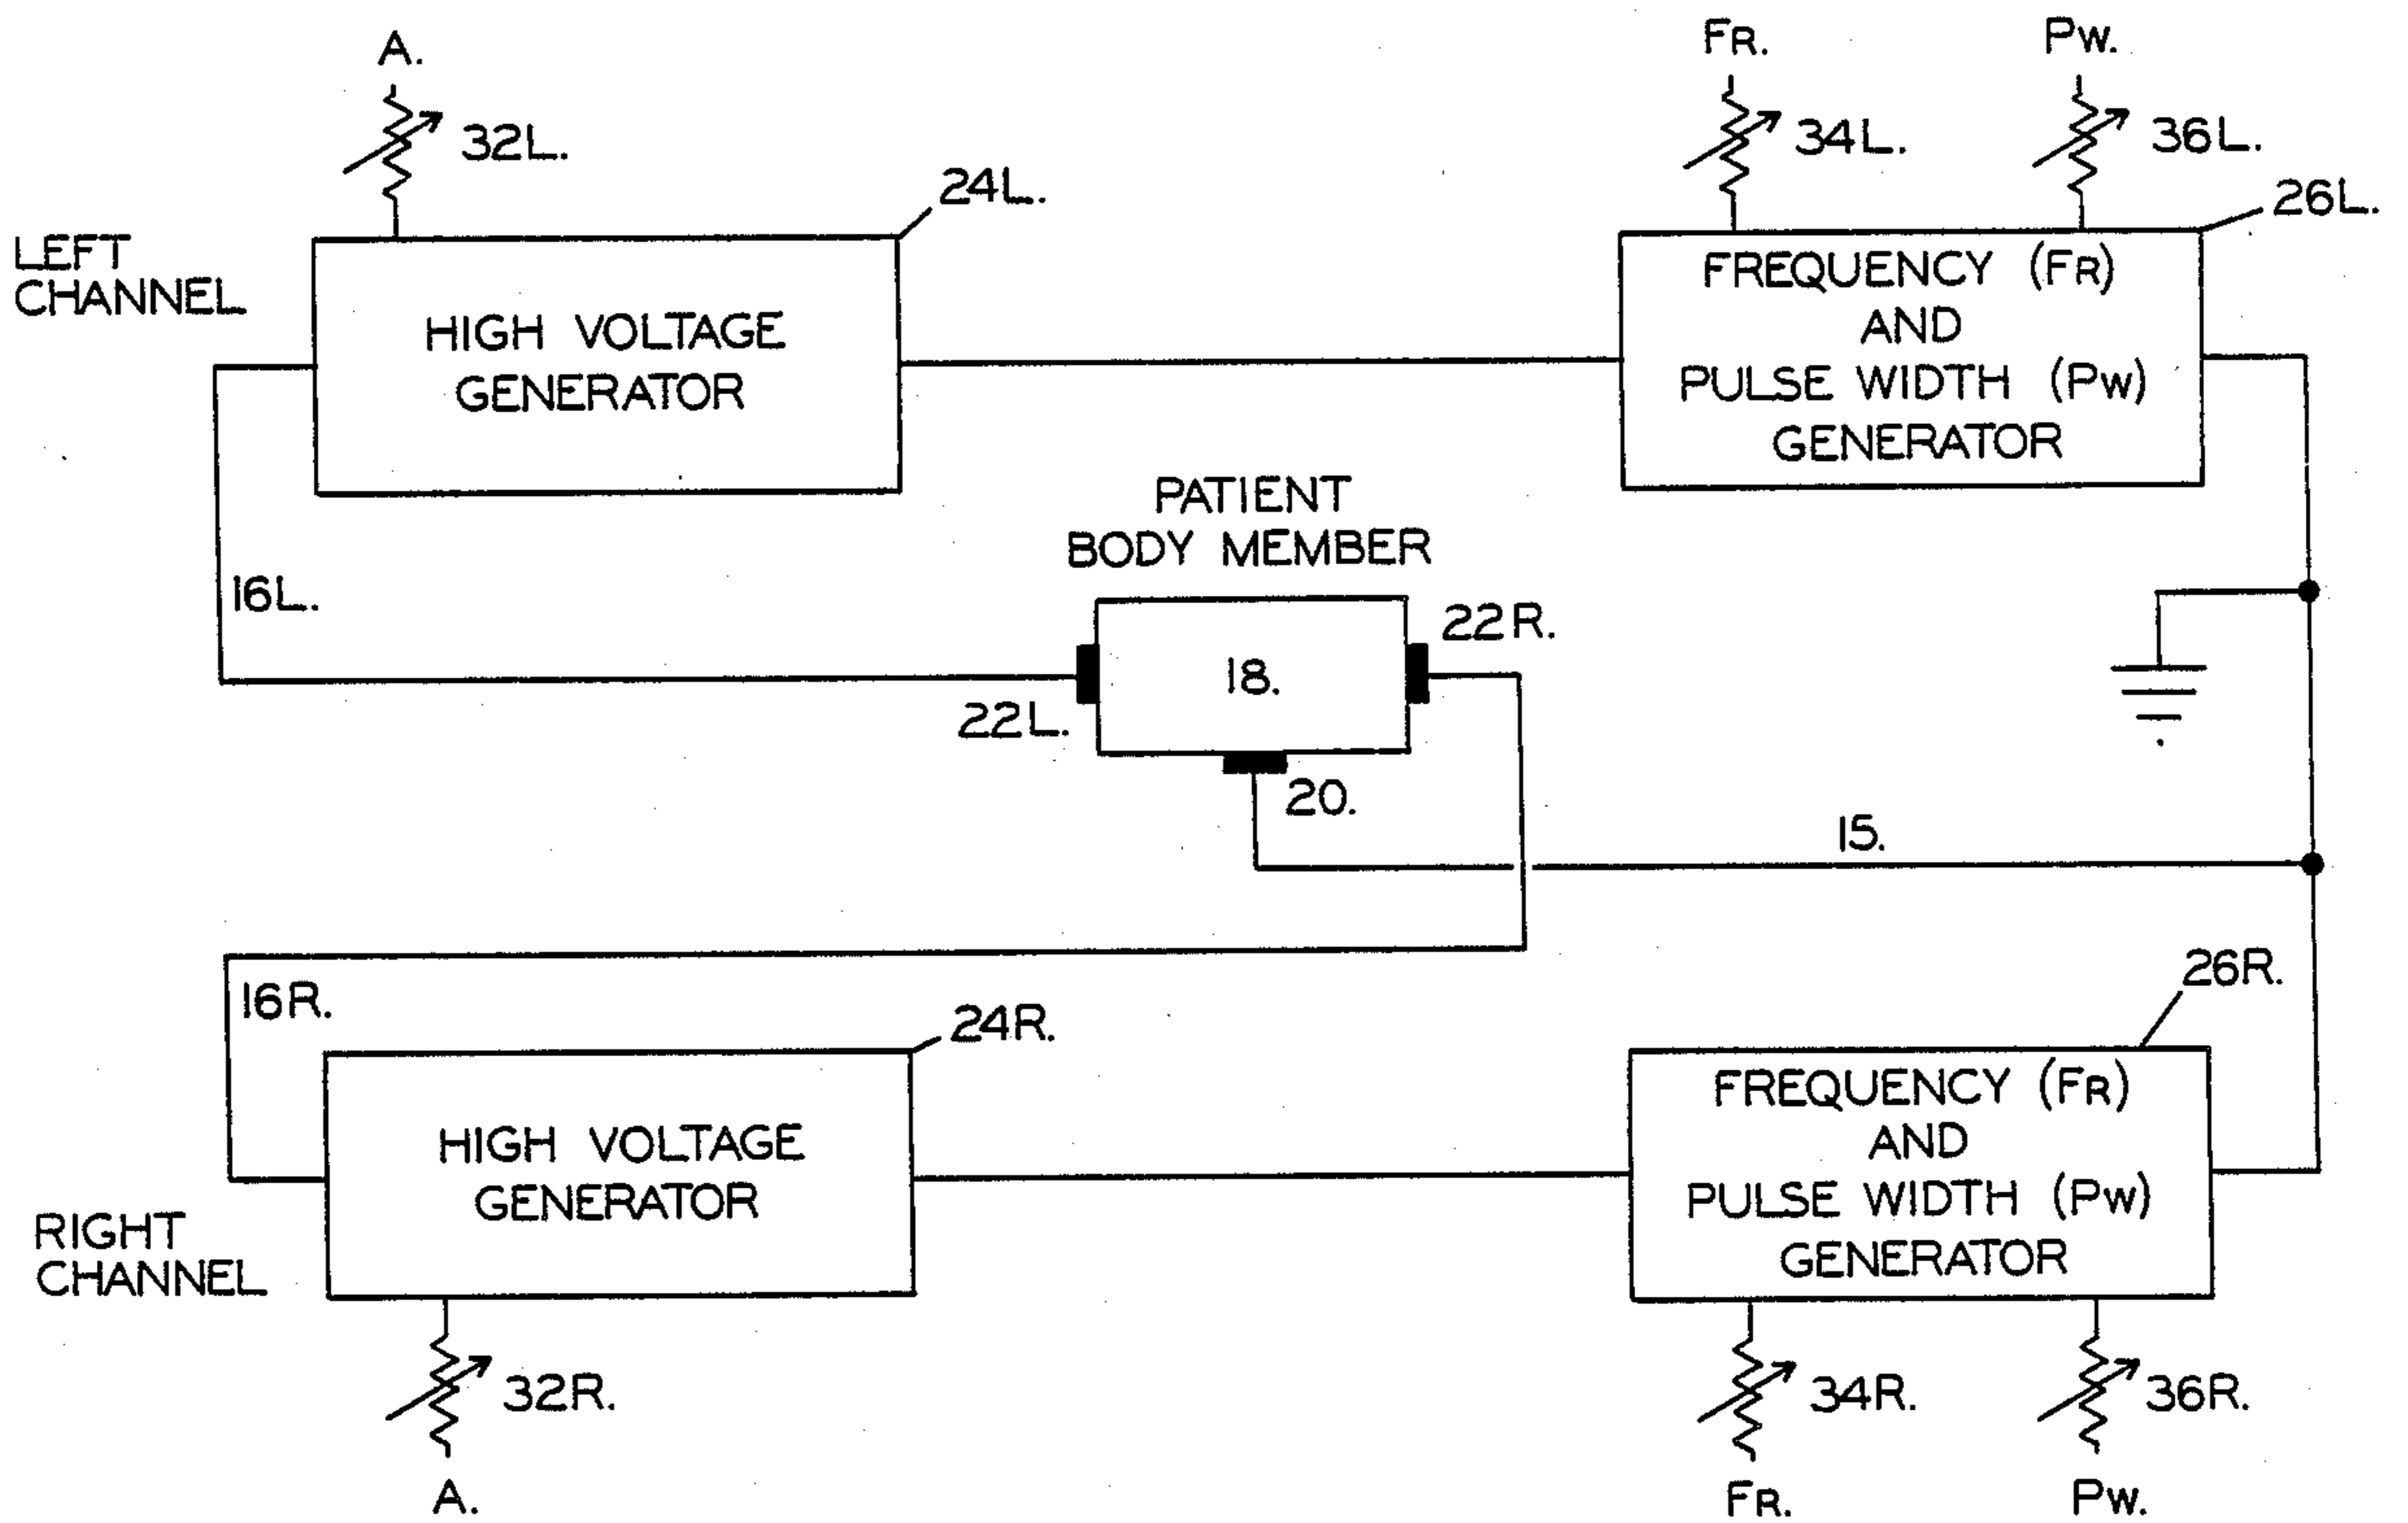 A.
FR.
PW.
32L.
34L.
36L.
24L.
26L.
LEFT
CHANNEL
HIGH VOLTAGE
GENERATOR
FREQUENCY (FR)
AND
PULSE WIDTH (PW)
GENERATOR
PATIENT
BODY MEMBER
16L.
22R.
18.
22L.
20.
15.
16R.
24R.
26R.
HIGH VOLTAGE
GENERATOR
FREQUENCY (FR)
AND
PULSE WIDTH (PW)
GENERATOR
RIGHT
CHANNEL
32R.
34R.
36R.
A.
FR.
PW.